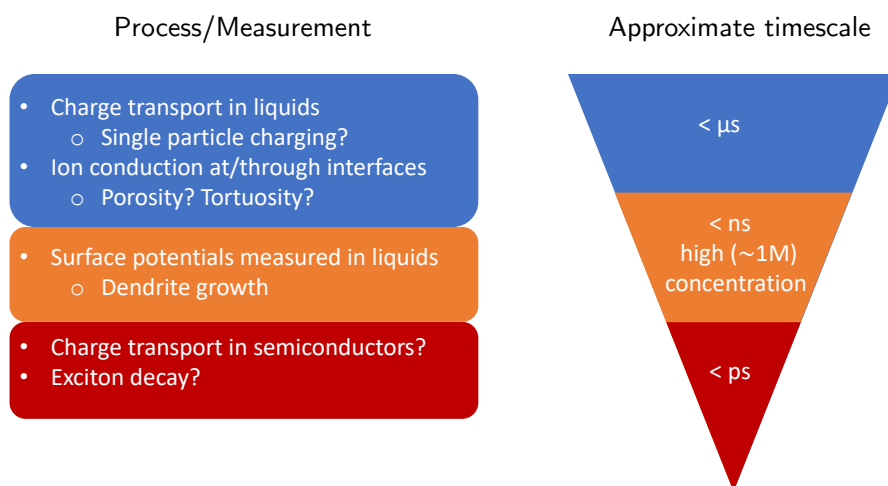 Process/Measurement
Approximate timescale
• Charge transport in liquids
o Single particle charging?
• Ion conduction at/through interfaces
o Porosity? Tortuosity?
< μs
• Surface potentials measured in liquids
o Dendrite growth
< ns
high (~1M)
concentration
• Charge transport in semiconductors?
• Exciton decay?
< ps